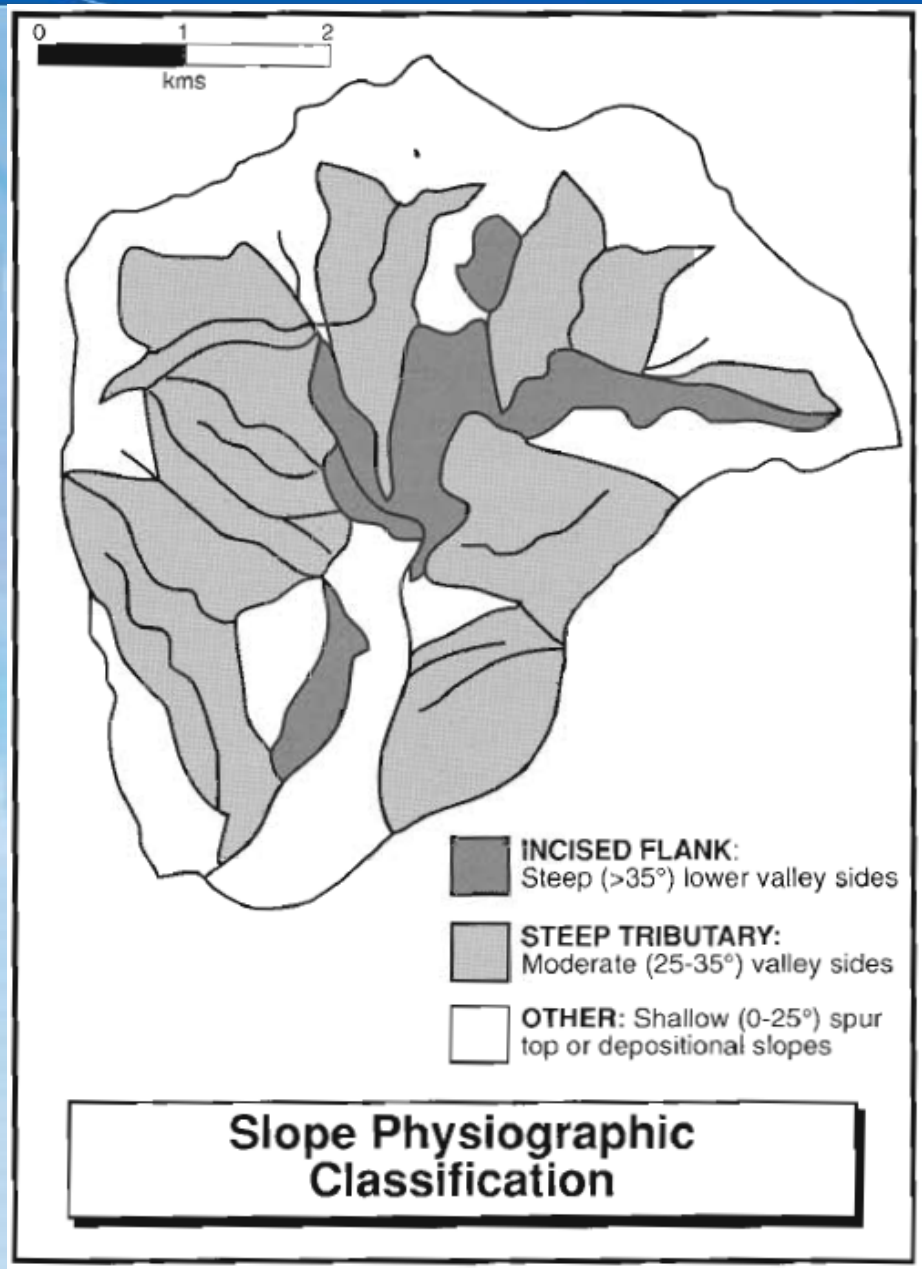 0 1 2
kms
INCISED FLANK:
Steep (>35°) lower valley sides
STEEP TRIBUTARY:
Moderate (25-35°) valley sides
OTHER: Shallow (0-25°) spur
top or depositional slopes
Slope Physiographic
Classification